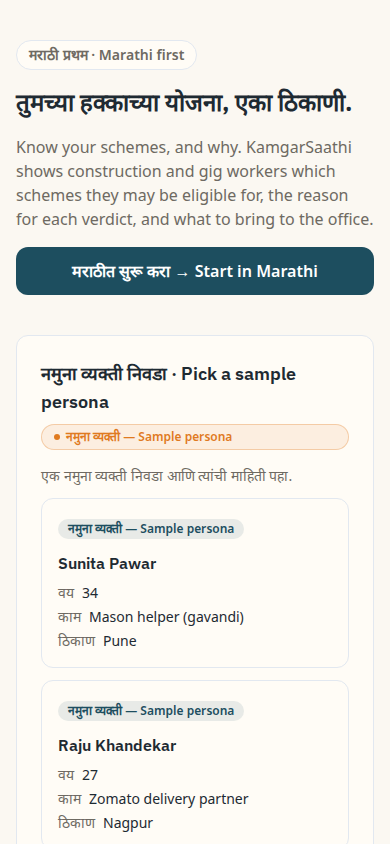 मराठी प्रथम · Marathi first
तुमच्या हक्काच्या योजना, एका ठिकाणी.
Know your schemes, and why. KamgarSaathi
shows construction and gig workers which
schemes they may be eligible for, the reason
for each verdict, and what to bring to the office.
मराठीत सुरू करा → Start in Marathi
नमुना व्यक्ती निवडा · Pick a sample
persona
नमुना व्यक्ती — Sample persona
एक नमुना व्यक्ती निवडा आणि त्यांची माहिती पहा.
नमुना व्यक्ती — Sample persona
Sunita Pawar
वय 34
काम Mason helper (gavandi)
ठिकाण Pune
नमुना व्यक्ती — Sample persona
Raju Khandekar
वय 27
काम Zomato delivery partner
ठिकाण Nagpur